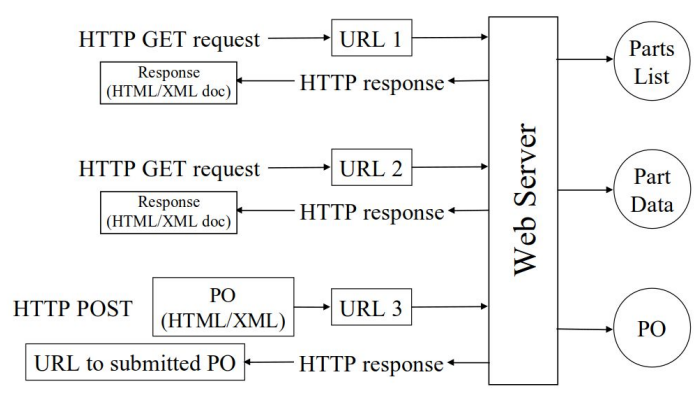 HTTP GET request
URL 1
Response
(HTML/XML doc)
HTTP response
HTTP GET request
URL 2
Response
(HTML/XML doc)
HTTP response
HTTP POST
PO
(HTML/XML)
URL 3
URL to submitted PO
HTTP response
Web Server
Parts
List
Part
Data
PO